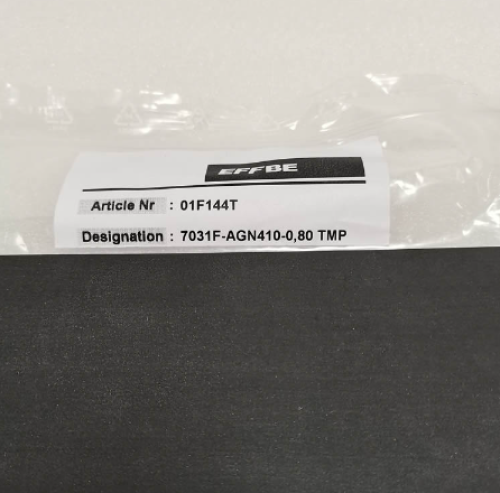 EFFBE
Article Nr : 01F144T
Designation : 7031F-AGN410-0,80 TMP